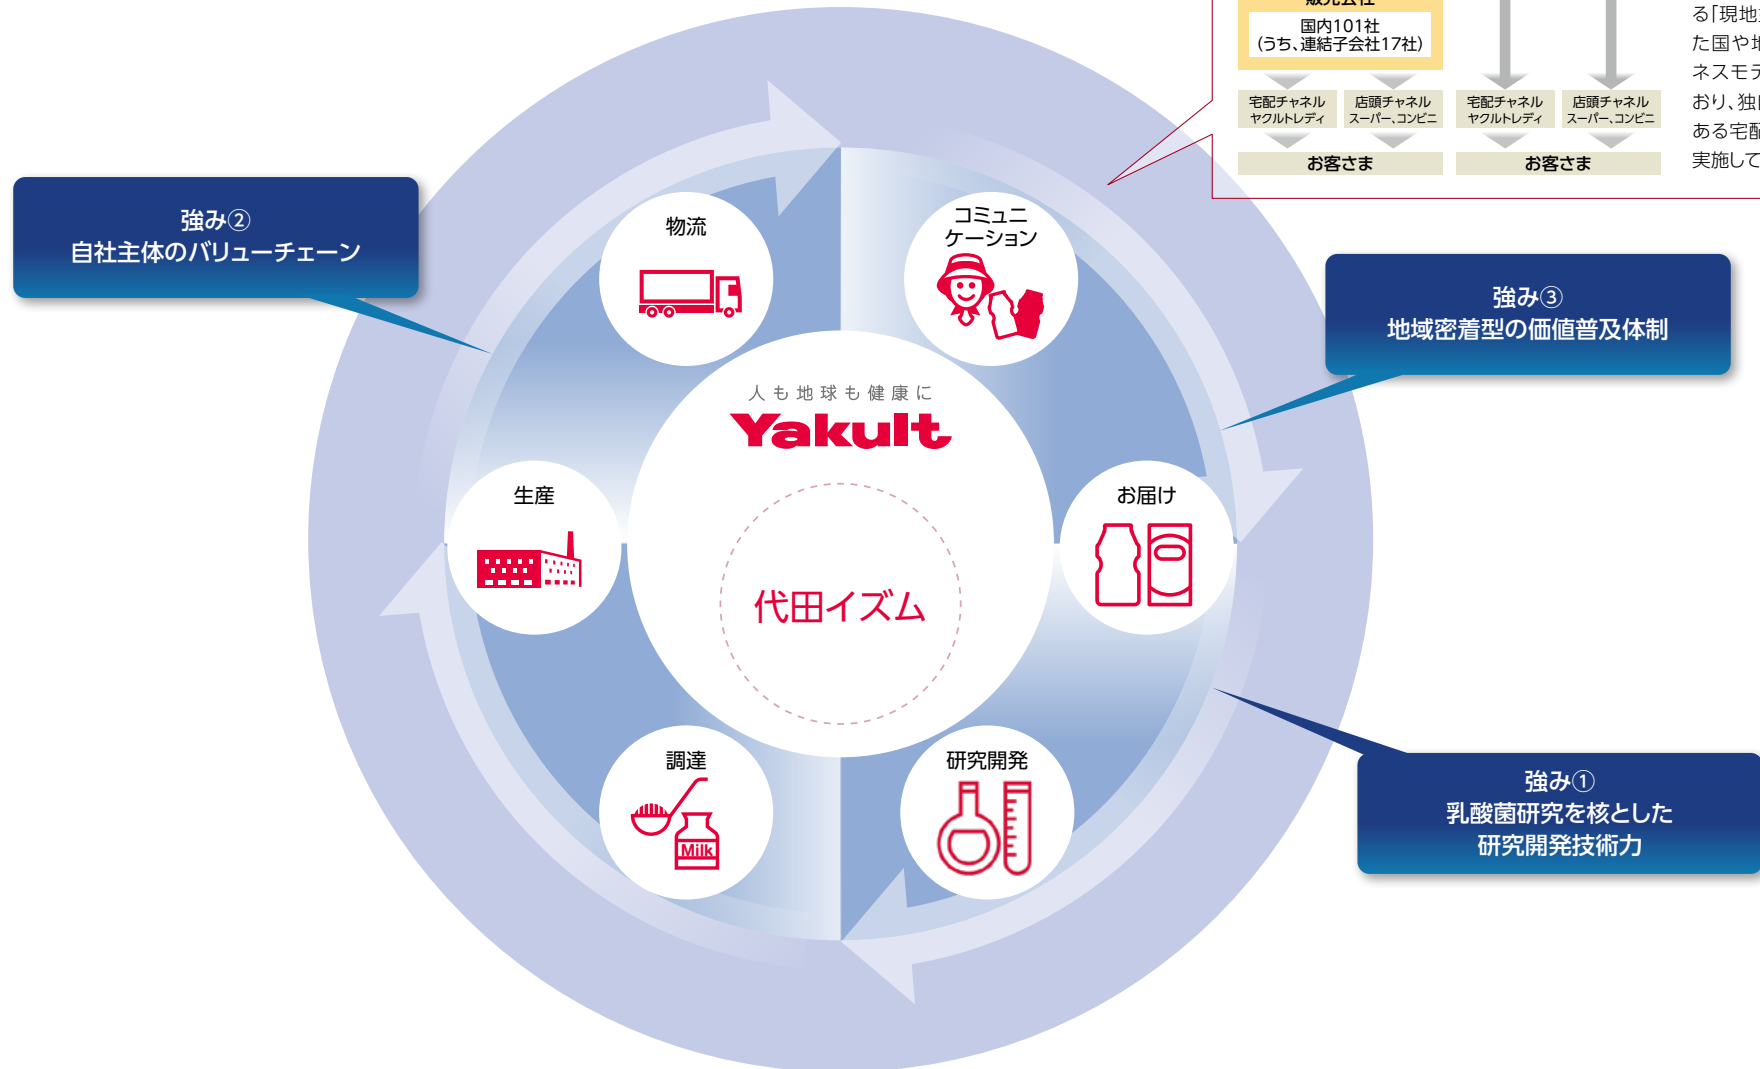 国内101社
(うち、連結子会社17社)
宅配チャネル
ヤクルトレディ
店頭チャネル
スーパー、コンビニ
宅配チャネル
ヤクルトレディ
店頭チャネル
スーパー、コンビニ
お客さま
お客さま
た国や地
ネスモデ
おり、独
ある宅配
実施して
強み②
自社主体のバリューチェーン
物流
コミュニ
ケーション
強み③
地域密着型の価値普及体制
人も地球も健康に
Yakult
生産
お届け
代田イズム
調達
Milk
研究開発
強み①
乳酸菌研究を核とした
研究開発技術力